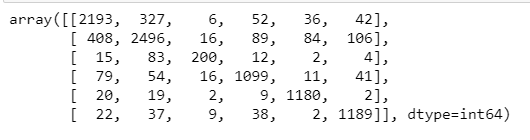 array([[2193, 327, 6, 52, 36, 42],
[ 408, 2496, 16, 89, 84, 106],
[ 15, 83, 200, 12, 2, 4],
[ 79, 54, 16, 1099, 11, 41],
[ 20, 19, 2, 9, 1180, 2],
[ 22, 37, 9, 38, 2, 1189]], dtype=int64)